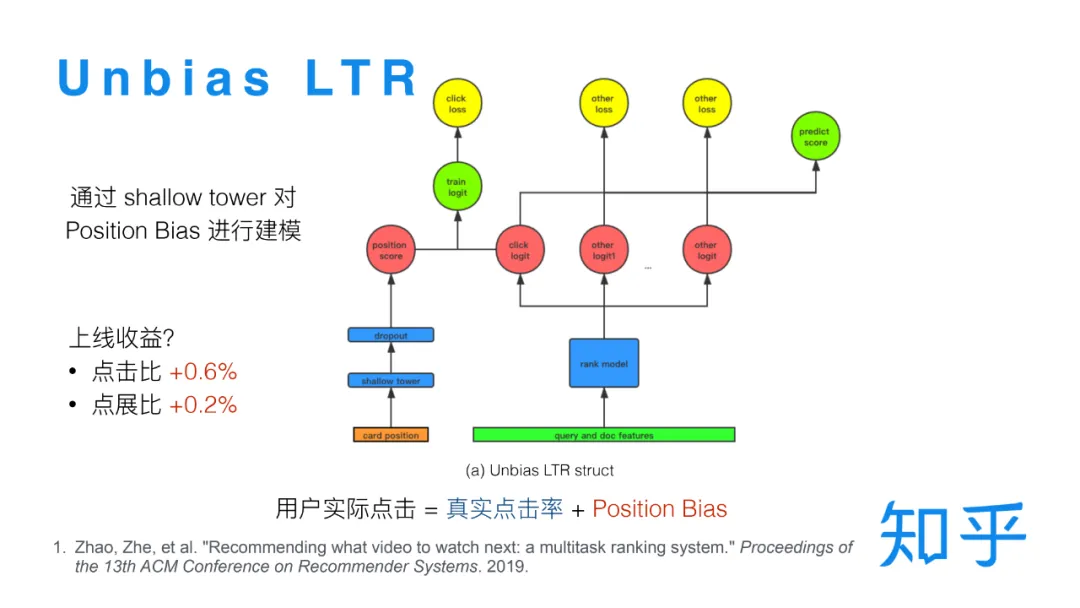 Unbias LTR
通过 shallow tower 对
Position Bias 进行建模
上线收益?
• 点击比 +0.6%
• 点展比 +0.2%
click
loss
other
loss
other
loss
predict
score
train
logit
position
score
click
logit
other
logit1
...
other
logit
dropout
shallow tower
rank model
card position
query and doc features
(a) Unbias LTR struct
用户实际点击 = 真实点击率 + Position Bias
1. Zhao, Zhe, et al. "Recommending what video to watch next: a multitask ranking system." Proceedings of
the 13th ACM Conference on Recommender Systems. 2019.
知乎